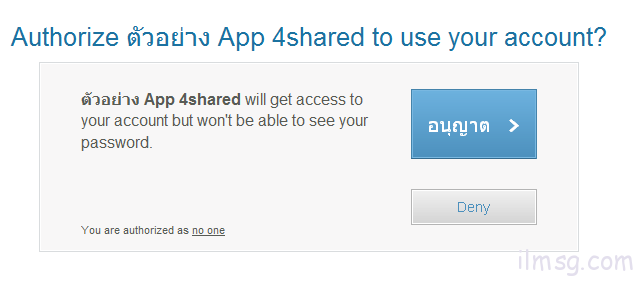 Authorize ตัวอย่าง App 4shared to use your account?
ตัวอย่าง App 4shared will get access to
your account but won't be able to see your
password.
อนุญาต
Deny
You are authorized as no one
ilmsg.com